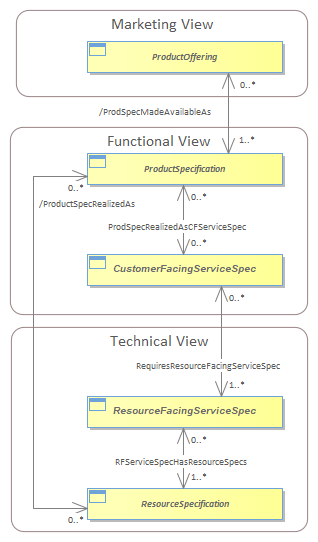 Marketing View
ProductOffering
0..*
/ProdSpecMadeAvailableAs
1..*
Functional View
ProductSpecification
0..*
0..*
/ProductSpecRealizedAs
ProdSpecRealizedAsCFServiceSpec
0..*
CustomerFacingServiceSpec
0..*
Technical View
RequiresResourceFacingServiceSpec
1..*
ResourceFacingServiceSpec
0..*
RFServiceSpecHasResourceSpecs
1..*
ResourceSpecification
0..*